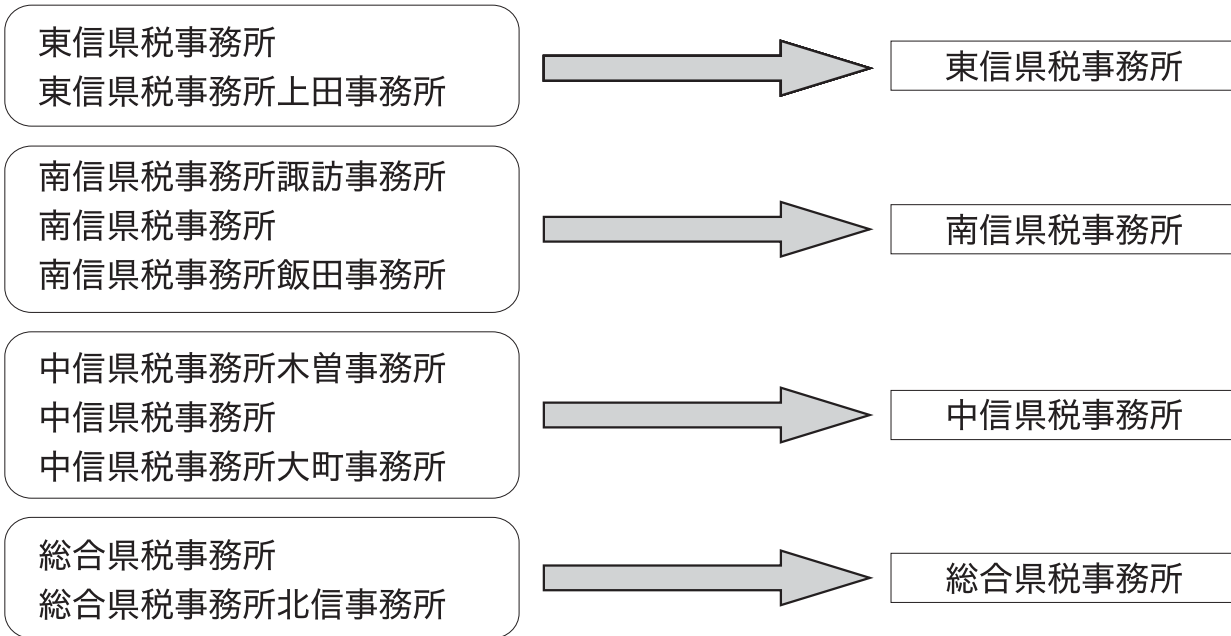 東信県税事務所
東信県税事務所上田事務所
東信県税事務所
南信県税事務所諏訪事務所
南信県税事務所
南信県税事務所飯田事務所
南信県税事務所
中信県税事務所木曽事務所
中信県税事務所
中信県税事務所大町事務所
中信県税事務所
総合県税事務所
総合県税事務所北信事務所
総合県税事務所